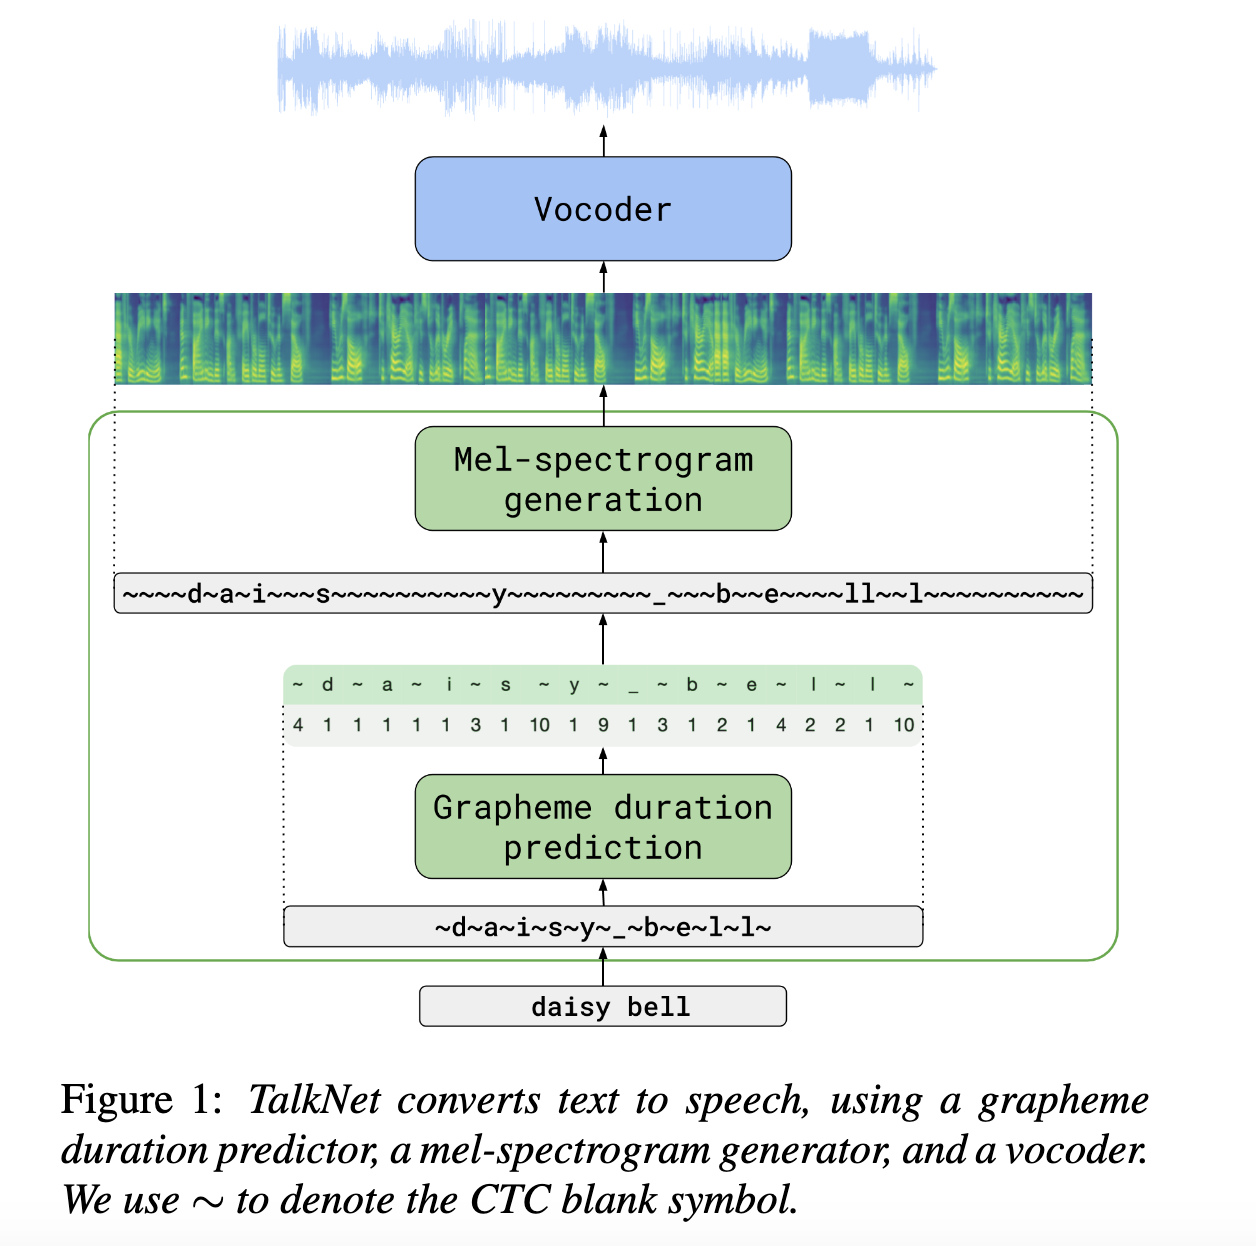 Vocoder
Mel-spectrogram
generation
~~~~d~a~i~~~s~~~~~~~~~~y~~~~~~~~~_~~~b~~e~~~~ll~~l~~~~~~~~~~
~ d ~ a ~ i ~ s ~ y ~ _ ~ b ~ e ~ l ~ l ~
4 1 1 1 1 1 3 1 10 1 9 1 3 1 2 1 4 2 2 1 10
Grapheme duration
prediction
~d~a~i~s~y~_~b~e~l~l~
daisy bell
Figure 1: TalkNet converts text to speech, using a grapheme
duration predictor, a mel-spectrogram generator, and a vocoder.
We use ∼ to denote the CTC blank symbol.